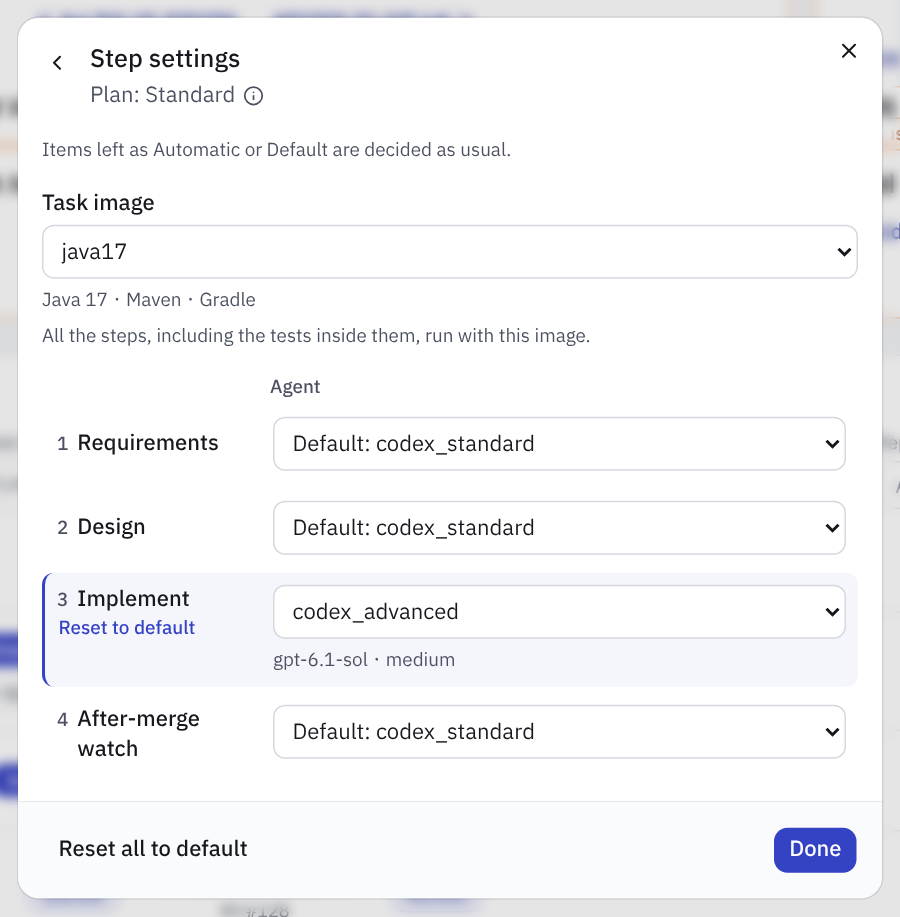 Step settings
Plan: Standard
Items left as Automatic or Default are decided as usual.
Task image
java17
Java 17 · Maven · Gradle
All the steps, including the tests inside them, run with this image.
Agent
1 Requirements
Default: codex_standard
2 Design
Default: codex_standard
3 Implement
Reset to default
codex_advanced
gpt-6.1-sol · medium
4 After-merge
watch
Default: codex_standard
Reset all to default
Done